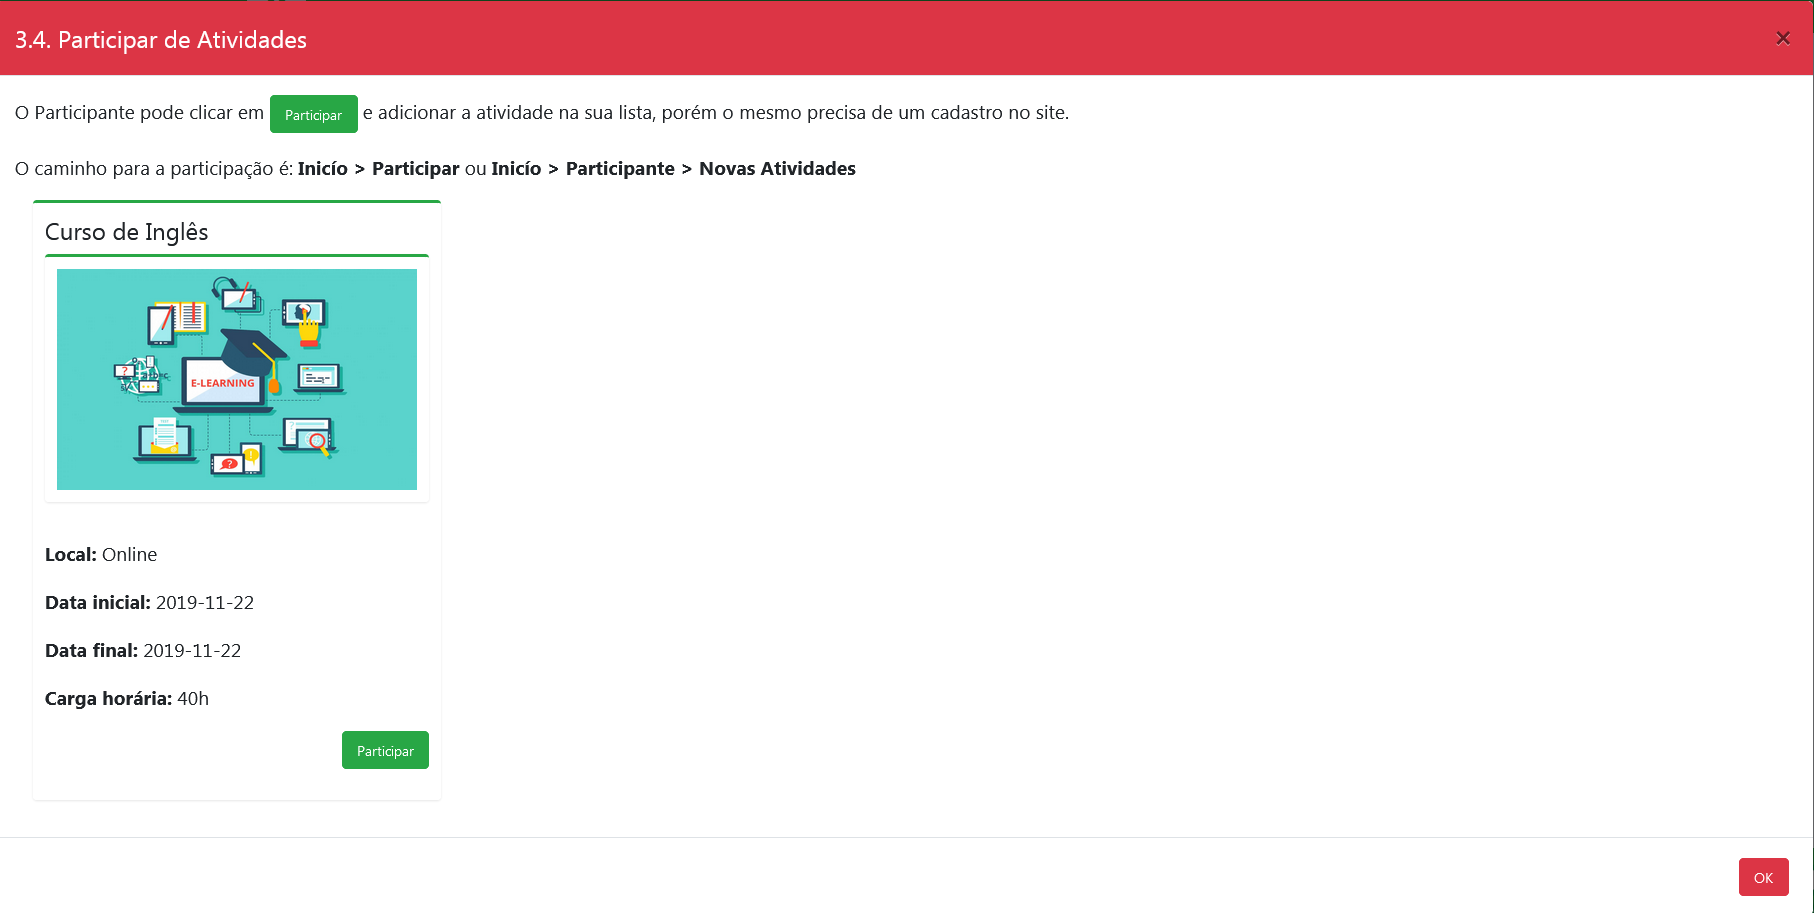 3.4. Participar de Atividades
×
O Participante pode clicar em Participar e adicionar a atividade na sua lista, porém o mesmo precisa de um cadastro no site.
O caminho para a participação é: Inicío > Participar ou Inicío > Participante > Novas Atividades
Curso de Inglês
E-LEARNING
Local: Online
Data inicial: 2019-11-22
Data final: 2019-11-22
Carga horária: 40h
Participar
OK